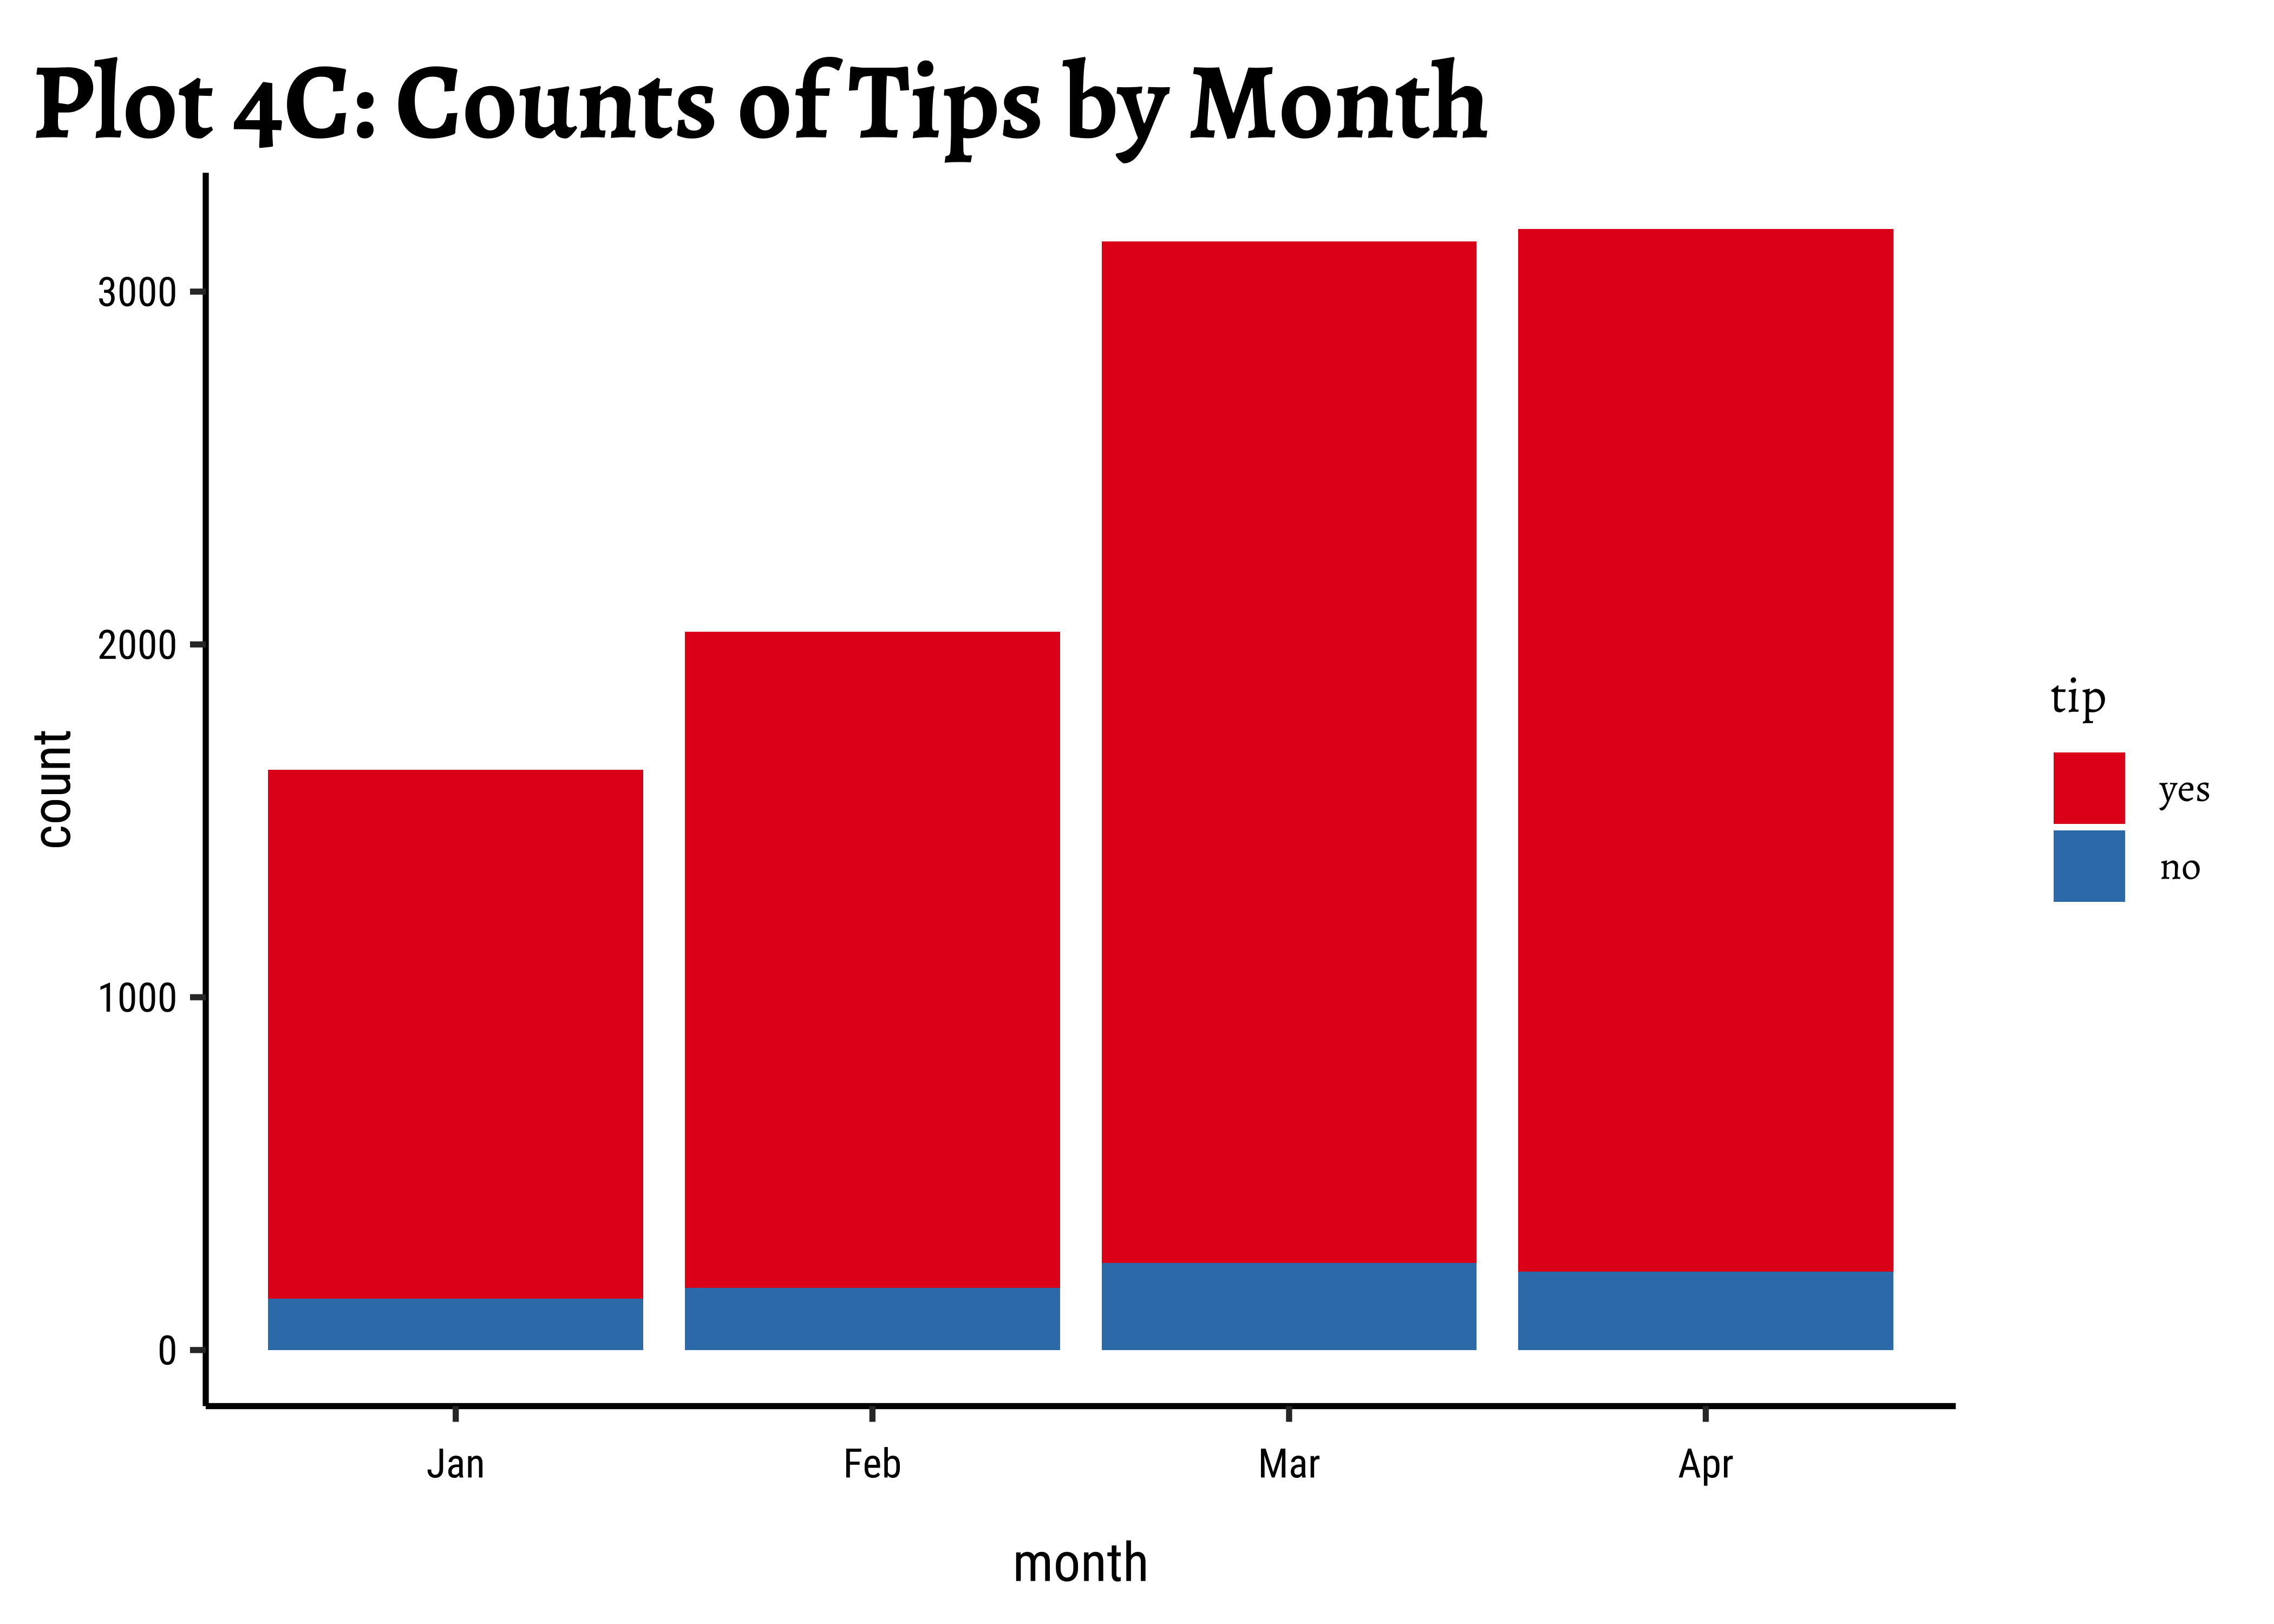 Plot 4C: Counts of Tips by Month
3000
2000
1000
0
count
Jan Feb Mar Apr
month
tip
yes
no